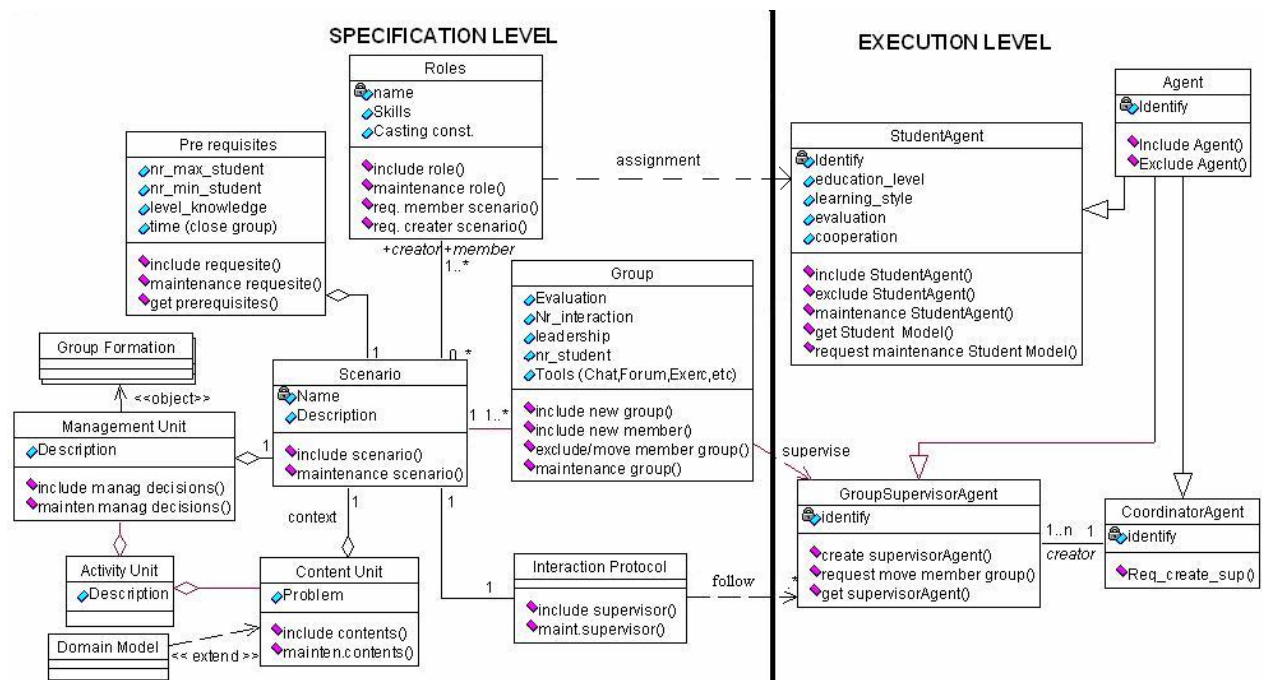 SPECIFICATION LEVEL
EXECUTION LEVEL
Roles
name
Skills
Casting const.
include role()
maintenance role()
req. member scenario()
req. creater scenario()
+creator +member
1..*
0..*
assignment
Pre requisites
nr_max_student
nr_min_student
level_knowledge
time (close group)
include requesite()
maintenance requesite()
get prerequisites()
1
Agent
Identify
Include Agent()
Exclude Agent()
StudentAgent
Identify
education_level
learning_style
evaluation
cooperation
include StudentAgent()
exclude StudentAgent()
maintenance StudentAgent()
get Student Model()
request maintenance Student Model()
Group
Evaluation
Nr_interaction
leadership
nr_student
Tools (Chat,Forum,Exerc,etc)
include new group()
include new member()
exclude/move member group()
maintenance group()
supervise
Group Formation
<<object>>
Scenario
Name
Description
include scenario()
maintenance scenario()
1 1..*
1
1
Management Unit
Description
include manag decisions()
mainten manag decisions()
1
context
GroupSupervisorAgent
identify
create supervisorAgent()
request move member group()
get supervisorAgent()
1..n 1
creator
CoordinatorAgent
identify
Req_create_sup()
Activity Unit
Description
Content Unit
Problem
include contents()
mainten.contents()
Interaction Protocol
include supervisor()
maint.supervisor()
1
follow
..*
Domain Model
<< extend >>